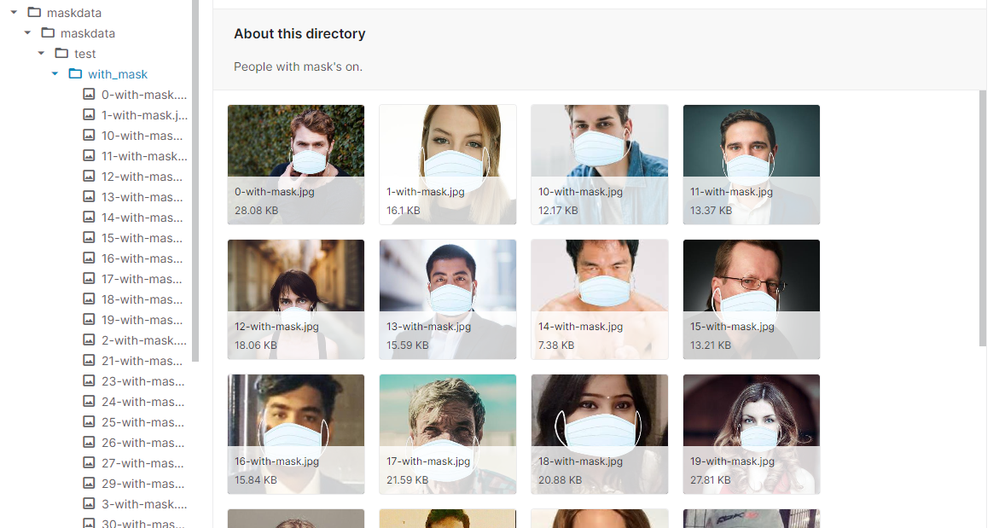 maskdata
maskdata
test
with_mask
0-with-mask....
1-with-mask.j...
10-with-mas...
11-with-mask...
12-with-mas...
13-with-mas...
14-with-mas...
15-with-mas...
16-with-mas...
17-with-mas...
18-with-mas...
19-with-mas...
2-with-mask....
21-with-mas...
23-with-mas...
24-with-mas...
25-with-mas...
26-with-mas...
27-with-mas...
29-with-mas...
3-with-mask....
30-with-mas...
About this directory
People with mask's on.
0-with-mask.jpg
28.08 KB
1-with-mask.jpg
16.1 KB
10-with-mask.jpg
12.17 KB
11-with-mask.jpg
13.37 KB
12-with-mask.jpg
18.06 KB
13-with-mask.jpg
15.59 KB
14-with-mask.jpg
7.38 KB
15-with-mask.jpg
13.21 KB
16-with-mask.jpg
15.84 KB
17-with-mask.jpg
21.59 KB
18-with-mask.jpg
20.88 KB
19-with-mask.jpg
27.81 KB